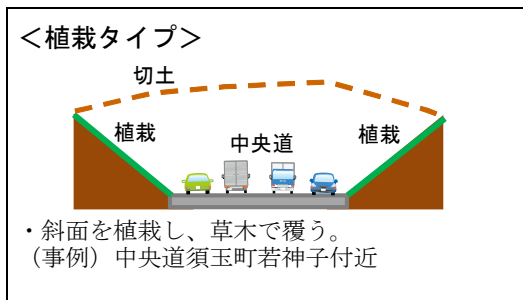 ＜植栽タイプ＞
切土
植栽
中央道
植栽
・斜面を植栽し、草木で覆う。
（事例）中央道須玉町若神子付近